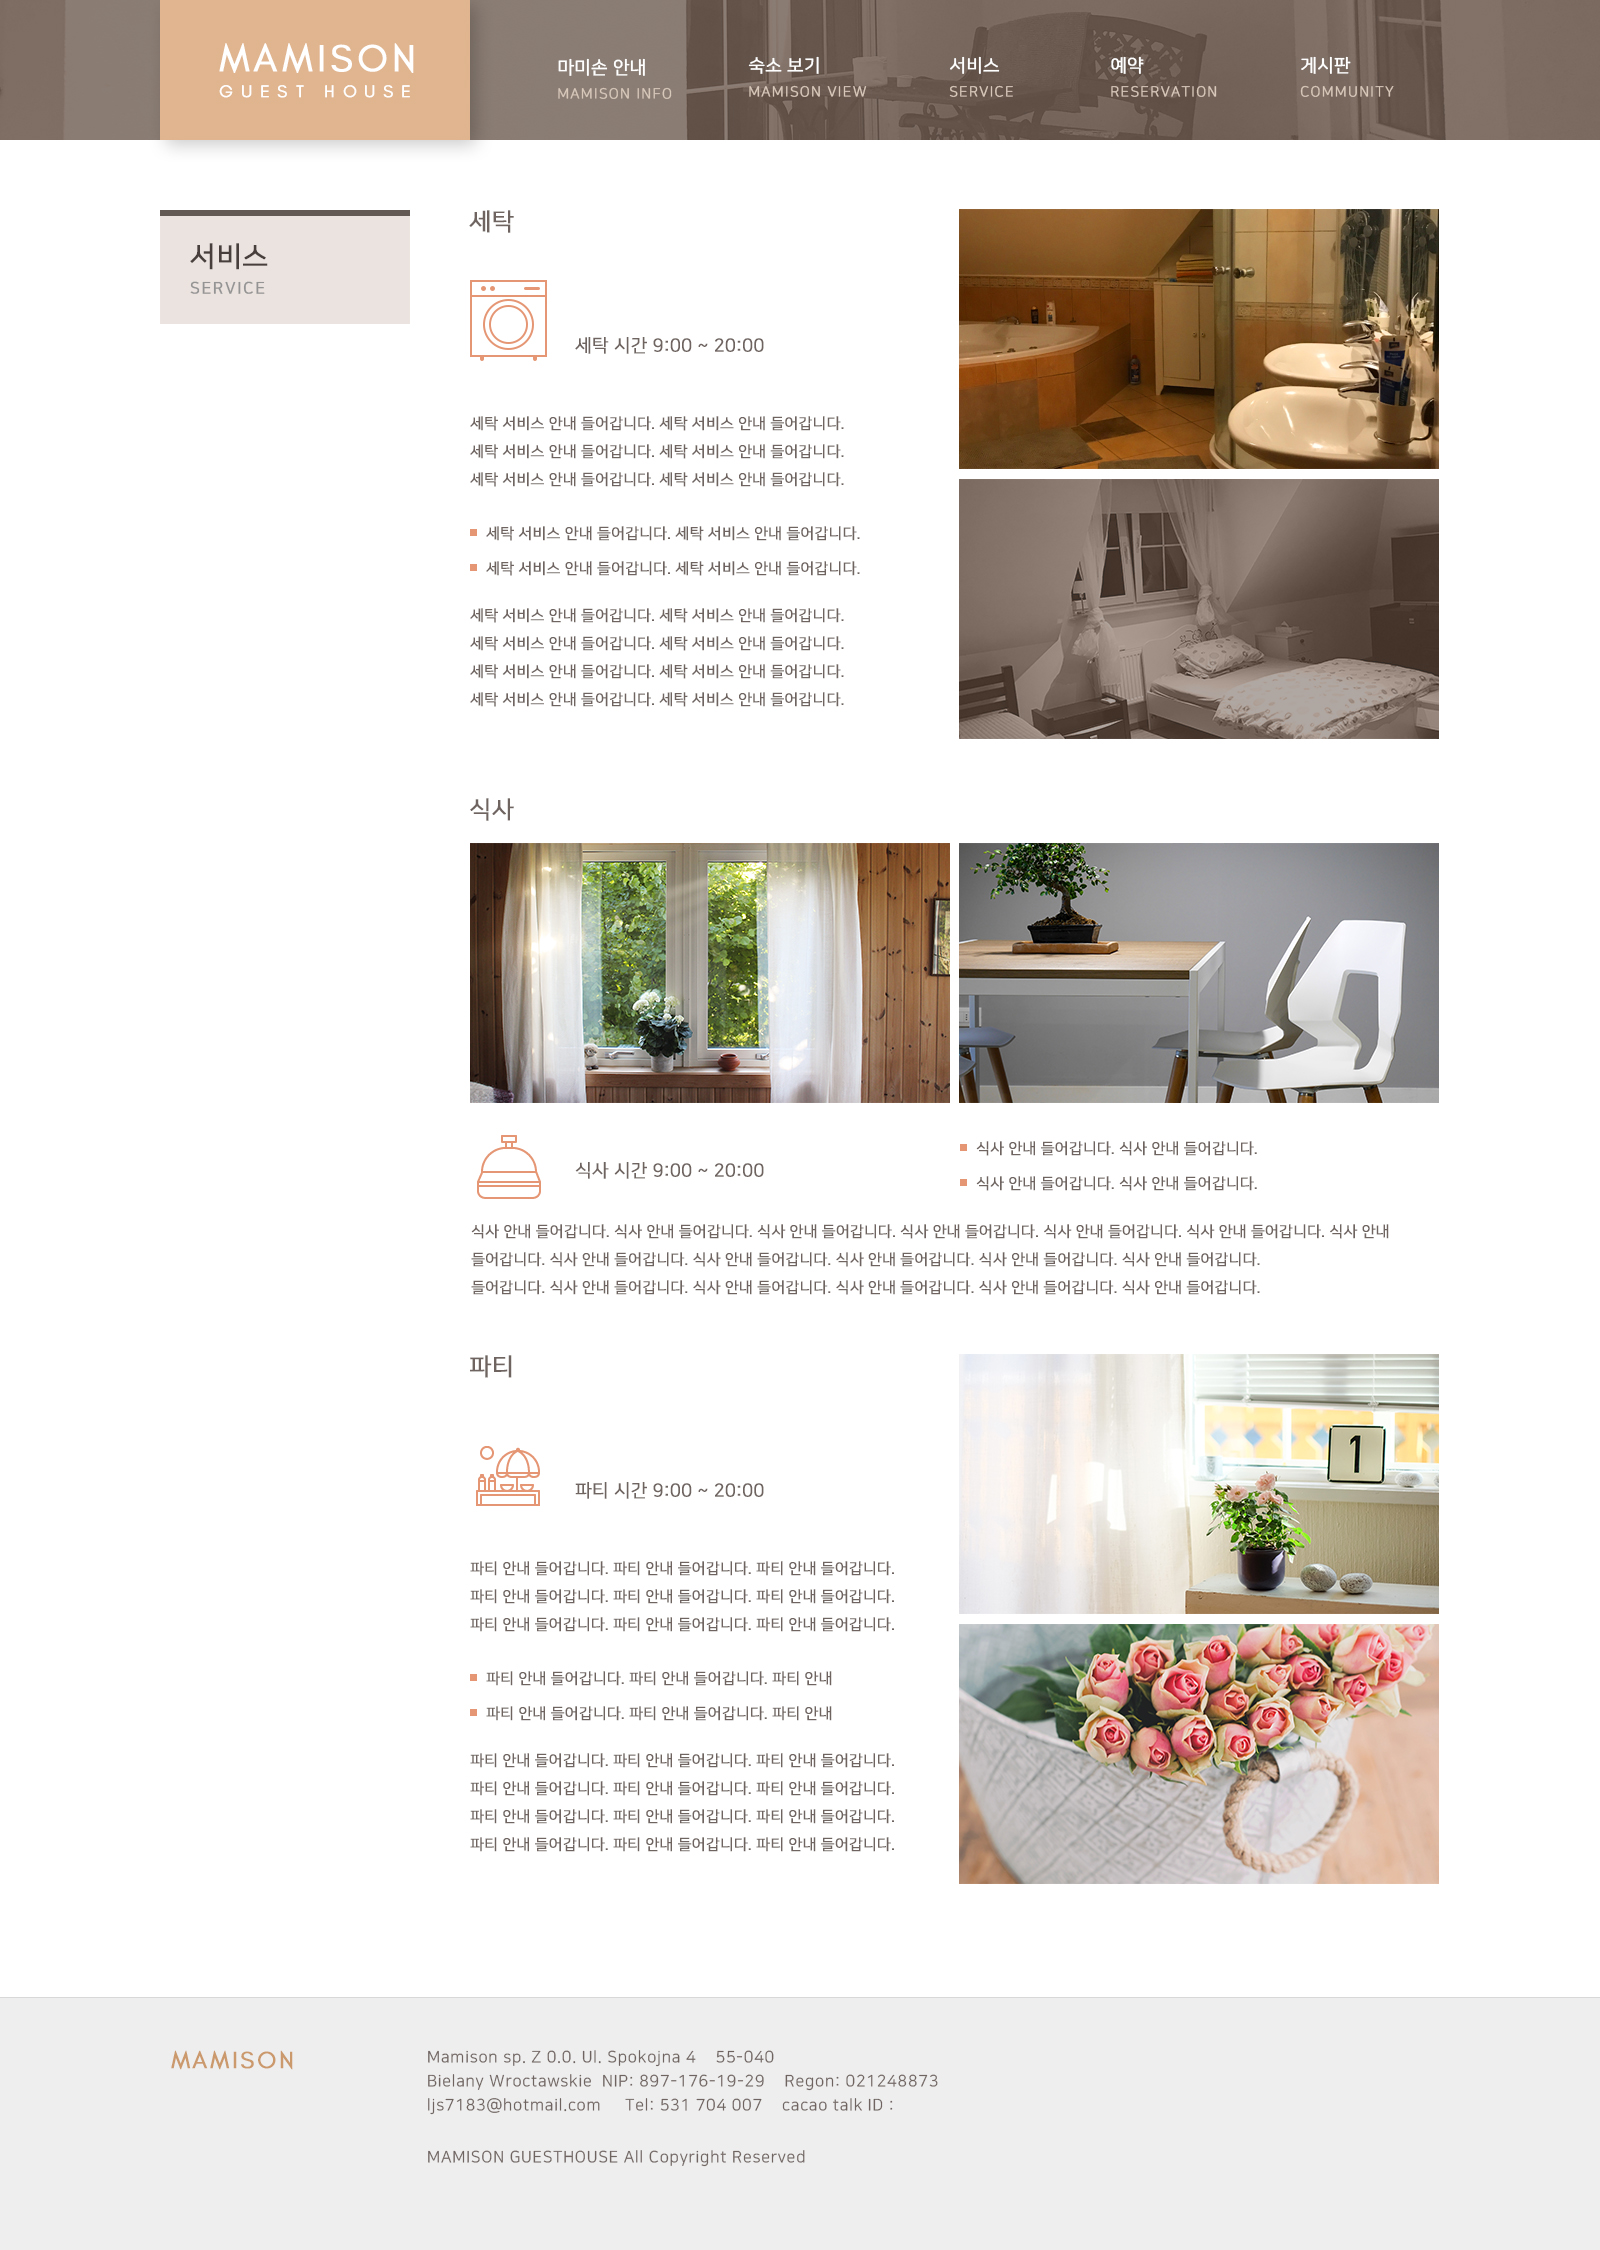 MAMISON
GUEST HOUSE
마미손 안내
MAMISON INFO
숙소 보기
MAMISON VIEW
서비스
SERVICE
예약
RESERVATION
게시판
COMMUNITY
서비스
SERVICE
세탁
세탁 시간 9:00 ~ 20:00
세탁 서비스 안내 들어갑니다. 세탁 서비스 안내 들어갑니다.
세탁 서비스 안내 들어갑니다. 세탁 서비스 안내 들어갑니다.
세탁 서비스 안내 들어갑니다. 세탁 서비스 안내 들어갑니다.
세탁 서비스 안내 들어갑니다. 세탁 서비스 안내 들어갑니다.
세탁 서비스 안내 들어갑니다. 세탁 서비스 안내 들어갑니다.
세탁 서비스 안내 들어갑니다. 세탁 서비스 안내 들어갑니다.
세탁 서비스 안내 들어갑니다. 세탁 서비스 안내 들어갑니다.
세탁 서비스 안내 들어갑니다. 세탁 서비스 안내 들어갑니다.
세탁 서비스 안내 들어갑니다. 세탁 서비스 안내 들어갑니다.
식사
식사 시간 9:00 ~ 20:00
식사 안내 들어갑니다. 식사 안내 들어갑니다.
식사 안내 들어갑니다. 식사 안내 들어갑니다.
식사 안내 들어갑니다. 식사 안내 들어갑니다. 식사 안내 들어갑니다. 식사 안내 들어갑니다. 식사 안내 들어갑니다. 식사 안내 들어갑니다. 식사 안내
들어갑니다. 식사 안내 들어갑니다. 식사 안내 들어갑니다. 식사 안내 들어갑니다. 식사 안내 들어갑니다. 식사 안내 들어갑니다.
들어갑니다. 식사 안내 들어갑니다. 식사 안내 들어갑니다. 식사 안내 들어갑니다. 식사 안내 들어갑니다. 식사 안내 들어갑니다.
파티
1
파티 시간 9:00 ~ 20:00
파티 안내 들어갑니다. 파티 안내 들어갑니다. 파티 안내 들어갑니다.
파티 안내 들어갑니다. 파티 안내 들어갑니다. 파티 안내 들어갑니다.
파티 안내 들어갑니다. 파티 안내 들어갑니다. 파티 안내 들어갑니다.
파티 안내 들어갑니다. 파티 안내 들어갑니다. 파티 안내
파티 안내 들어갑니다. 파티 안내 들어갑니다. 파티 안내
파티 안내 들어갑니다. 파티 안내 들어갑니다. 파티 안내 들어갑니다.
파티 안내 들어갑니다. 파티 안내 들어갑니다. 파티 안내 들어갑니다.
파티 안내 들어갑니다. 파티 안내 들어갑니다. 파티 안내 들어갑니다.
파티 안내 들어갑니다. 파티 안내 들어갑니다. 파티 안내 들어갑니다.
MAMISON
Mamison sp. Z 0.0. Ul. Spokojna 4 55-040
Bielany Wroctawskie NIP: 897-176-19-29 Regon: 021248873
ljs7183@hotmail.com Tel: 531 704 007 cacao talk ID :
MAMISON GUESTHOUSE All Copyright Reserved